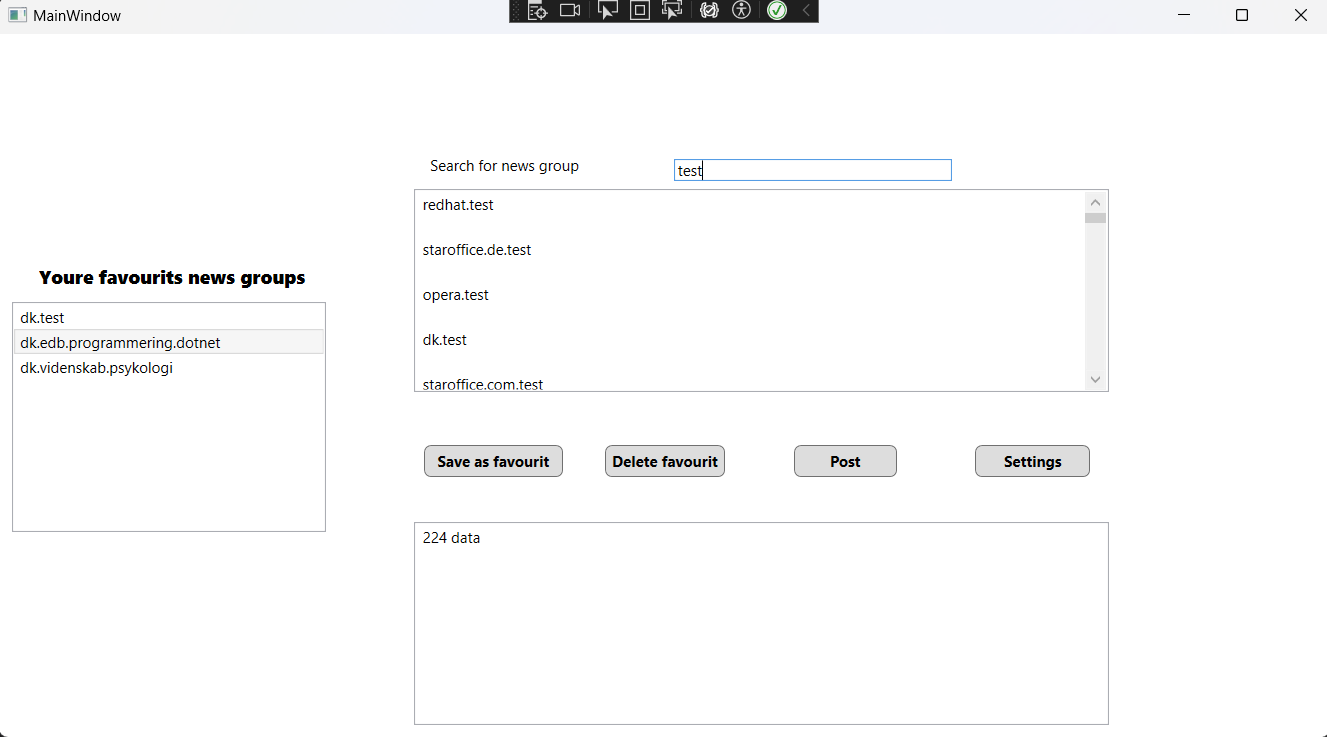 MainWindow
Search for news group
test
redhat.test
staroffice.de.test
opera.test
dk.test
staroffice.com.test
Youre favourits news groups
dk.test
dk.edb.programmering.dotnet
dk.videnskab.psykologi
Save as favourit
Delete favourit
Post
Settings
224 data